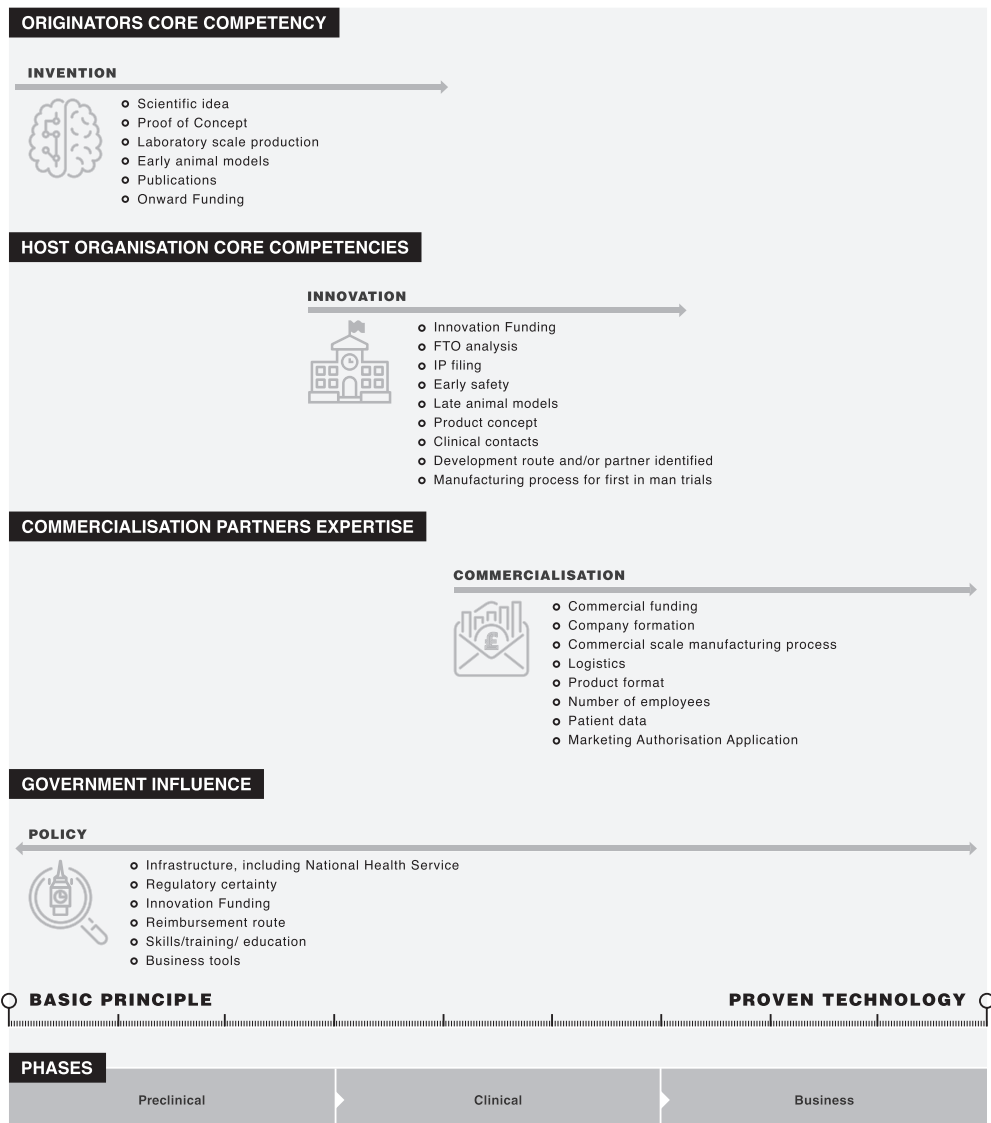 ORIGINATORS CORE COMPETENCY
INVENTION
Scientific idea
Proof of Concept
Laboratory scale production
Early animal models
Publications
Onward Funding
HOST ORGANISATION CORE COMPETENCIES
INNOVATION
Innovation Funding
FTO analysis
IP filing
Early safety
Late animal models
Product concept
Clinical contacts
Development route and/or partner identified
Manufacturing process for first in man trials
COMMERCIALISATION PARTNERS EXPERTISE
COMMERCIALISATION
£
Commercial funding
Company formation
Commercial scale manufacturing process
Logistics
Product format
Number of employees
Patient data
Marketing Authorisation Application
GOVERNMENT INFLUENCE
POLICY
Infrastructure, including National Health Service
Regulatory certainty
Innovation Funding
Reimbursement route
Skills/training/ education
Business tools
BASIC PRINCIPLE PROVEN TECHNOLOGY
PHASES
Preclinical Clinical Business